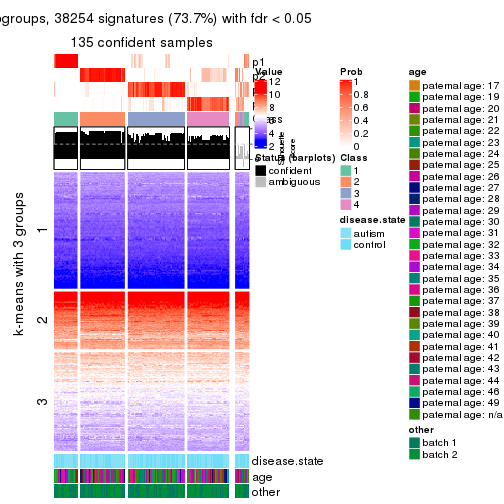 ogroups, 38254 signatures (73.7%) with fdr < 0.05
135 confident samples
p1
p2
Value
12
10
8
6
4
2
Prob
1
0.8
0.6
0.4
0.2
0
Silhouette
score
Status (barplots)
confident
ambiguous
Class
1
2
3
4
disease.state
autism
control
age
paternal age: 17
paternal age: 19
paternal age: 20
paternal age: 21
paternal age: 22
paternal age: 23
paternal age: 24
paternal age: 25
paternal age: 26
paternal age: 27
paternal age: 28
paternal age: 29
paternal age: 30
paternal age: 31
paternal age: 32
paternal age: 33
paternal age: 34
paternal age: 35
paternal age: 36
paternal age: 37
paternal age: 38
paternal age: 39
paternal age: 40
paternal age: 41
paternal age: 42
paternal age: 43
paternal age: 44
paternal age: 46
paternal age: 49
paternal age: n/a
other
batch 1
batch 2
k-means with 3 groups
1
2
3
disease.state
age
other